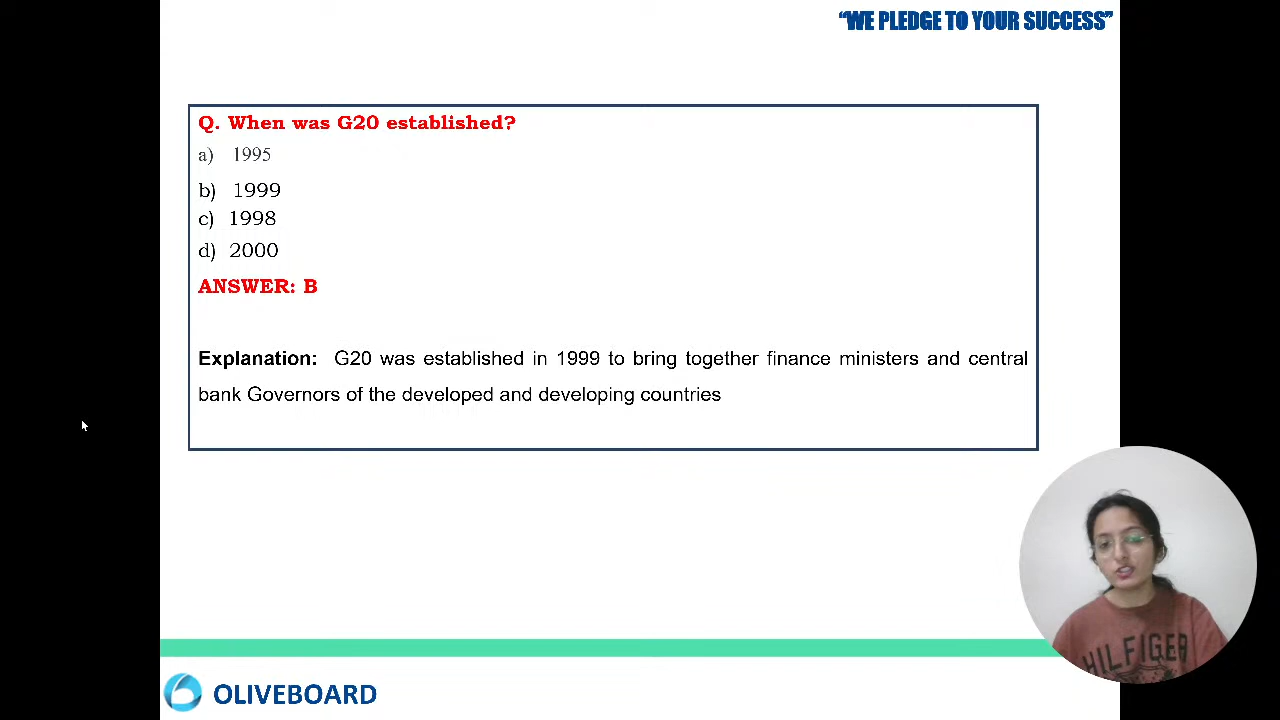 “WE PLEDGE TO YOUR SUCCESS”
Q. When was G20 established?
a) 1995
b) 1999
c) 1998
d) 2000
ANSWER: B
Explanation: G20 was established in 1999 to bring together finance ministers and central
bank Governors of the developed and developing countries
HILFIGER
OLIVEBOARD